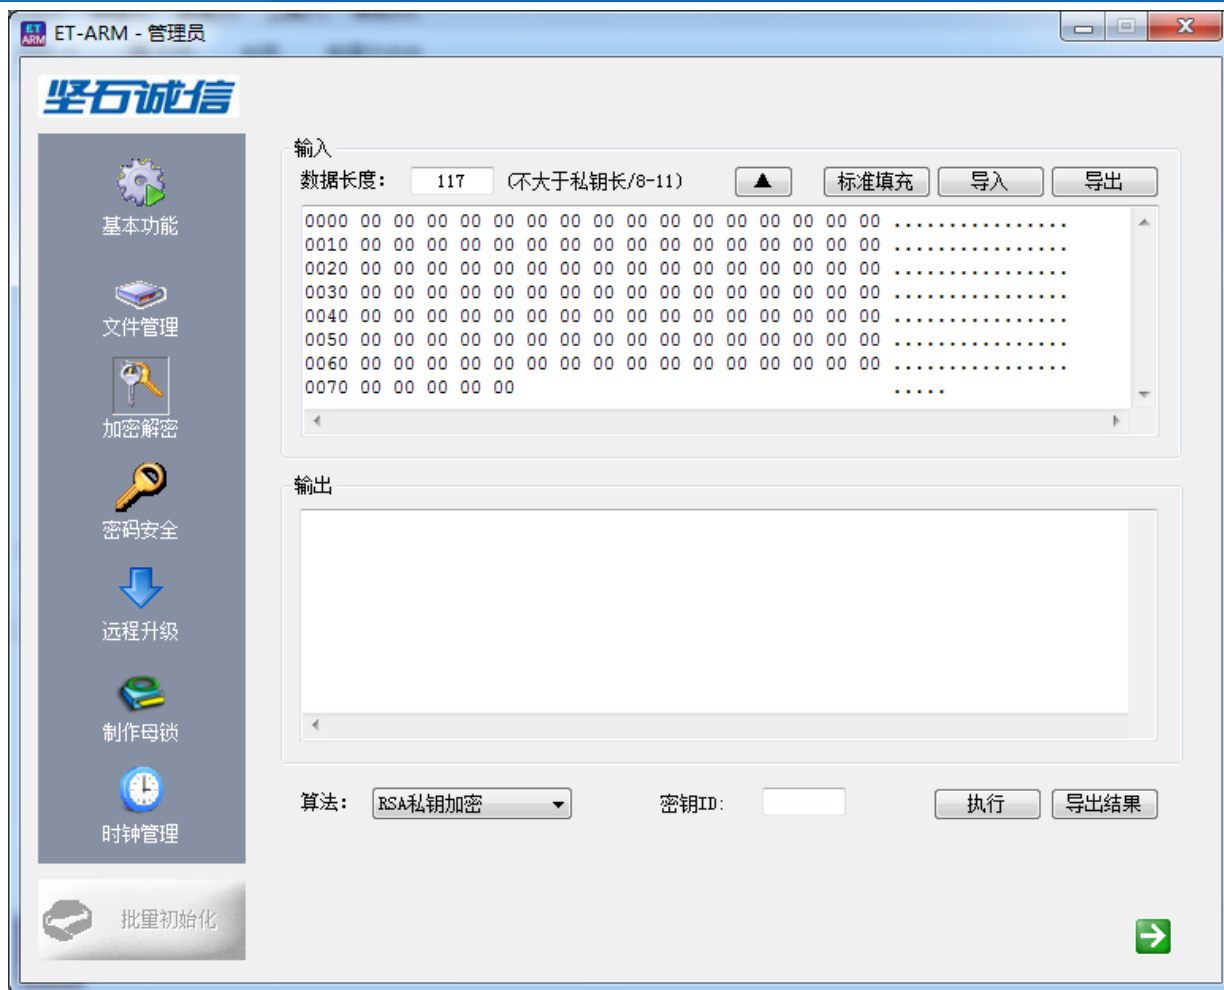 ET
ARM
ET-ARM - 管理员
坚石诚信
基本功能
文件管理
加密解密
密码安全
远程升级
制作母锁
时钟管理
批里初始化
输入
数据长度: 117 (不大于私钥长/8-11) ▲ 标准填充 导入 导出
0000 00 00 00 00 00 00 00 00 00 00 00 00 00 00 00 00 ................
0010 00 00 00 00 00 00 00 00 00 00 00 00 00 00 00 00 ................
0020 00 00 00 00 00 00 00 00 00 00 00 00 00 00 00 00 ................
0030 00 00 00 00 00 00 00 00 00 00 00 00 00 00 00 00 ................
0040 00 00 00 00 00 00 00 00 00 00 00 00 00 00 00 00 ................
0050 00 00 00 00 00 00 00 00 00 00 00 00 00 00 00 00 ................
0060 00 00 00 00 00 00 00 00 00 00 00 00 00 00 00 00 ................
0070 00 00 00 00 00 .....
输出
算法: RSA私钥加密 密钥ID: 执行 导出结果